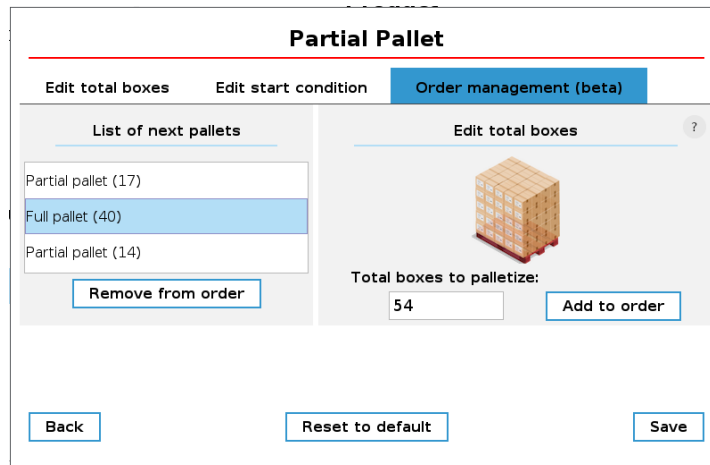 Partial Pallet
Edit total boxes
Edit start condition
Order management (beta)
List of next pallets
Partial pallet (17)
Full pallet (40)
Partial pallet (14)
Remove from order
Edit total boxes
?
Total boxes to palletize:
54
Add to order
Back
Reset to default
Save